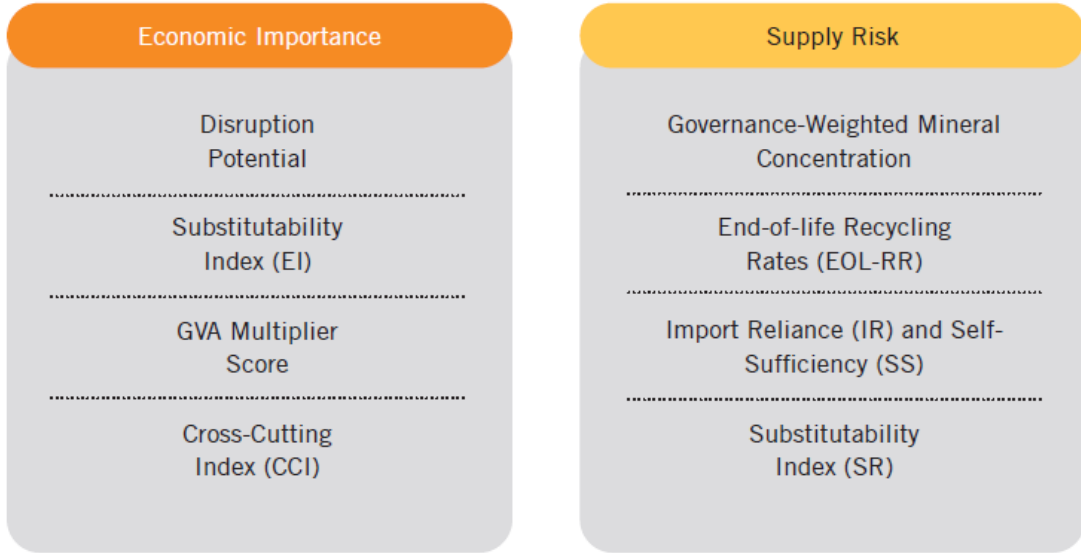 Economic Importance
Disruption
Potential
Substitutability
Index (EI)
GVA Multiplier
Score
Cross-Cutting
Index (CCI)
Supply Risk
Governance-Weighted Mineral
Concentration
End-of-life Recycling
Rates (EOL-RR)
Import Reliance (IR) and Self-
Sufficiency (SS)
Substitutability
Index (SR)